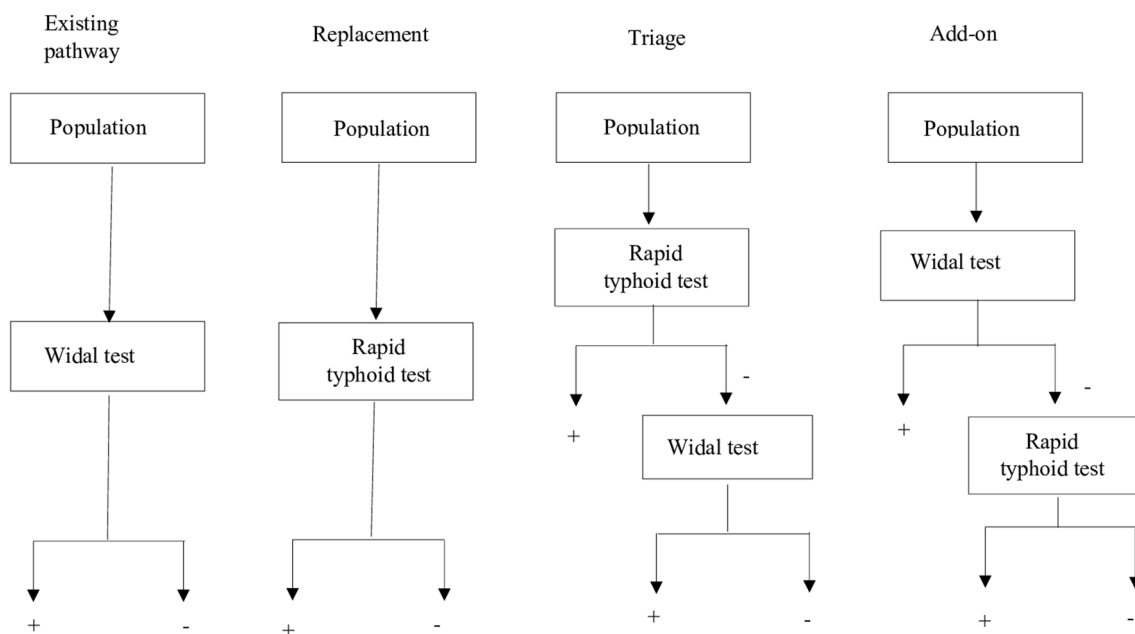 Existing
pathway
Replacement
Triage
Add-on
Population
Population
Population
Population
Widal test
Rapid
typhoid test
Rapid
typhoid test
Widal test
-
+
Widal test
-
+
Rapid
typhoid test
+
-
+
-
+
-
+
-